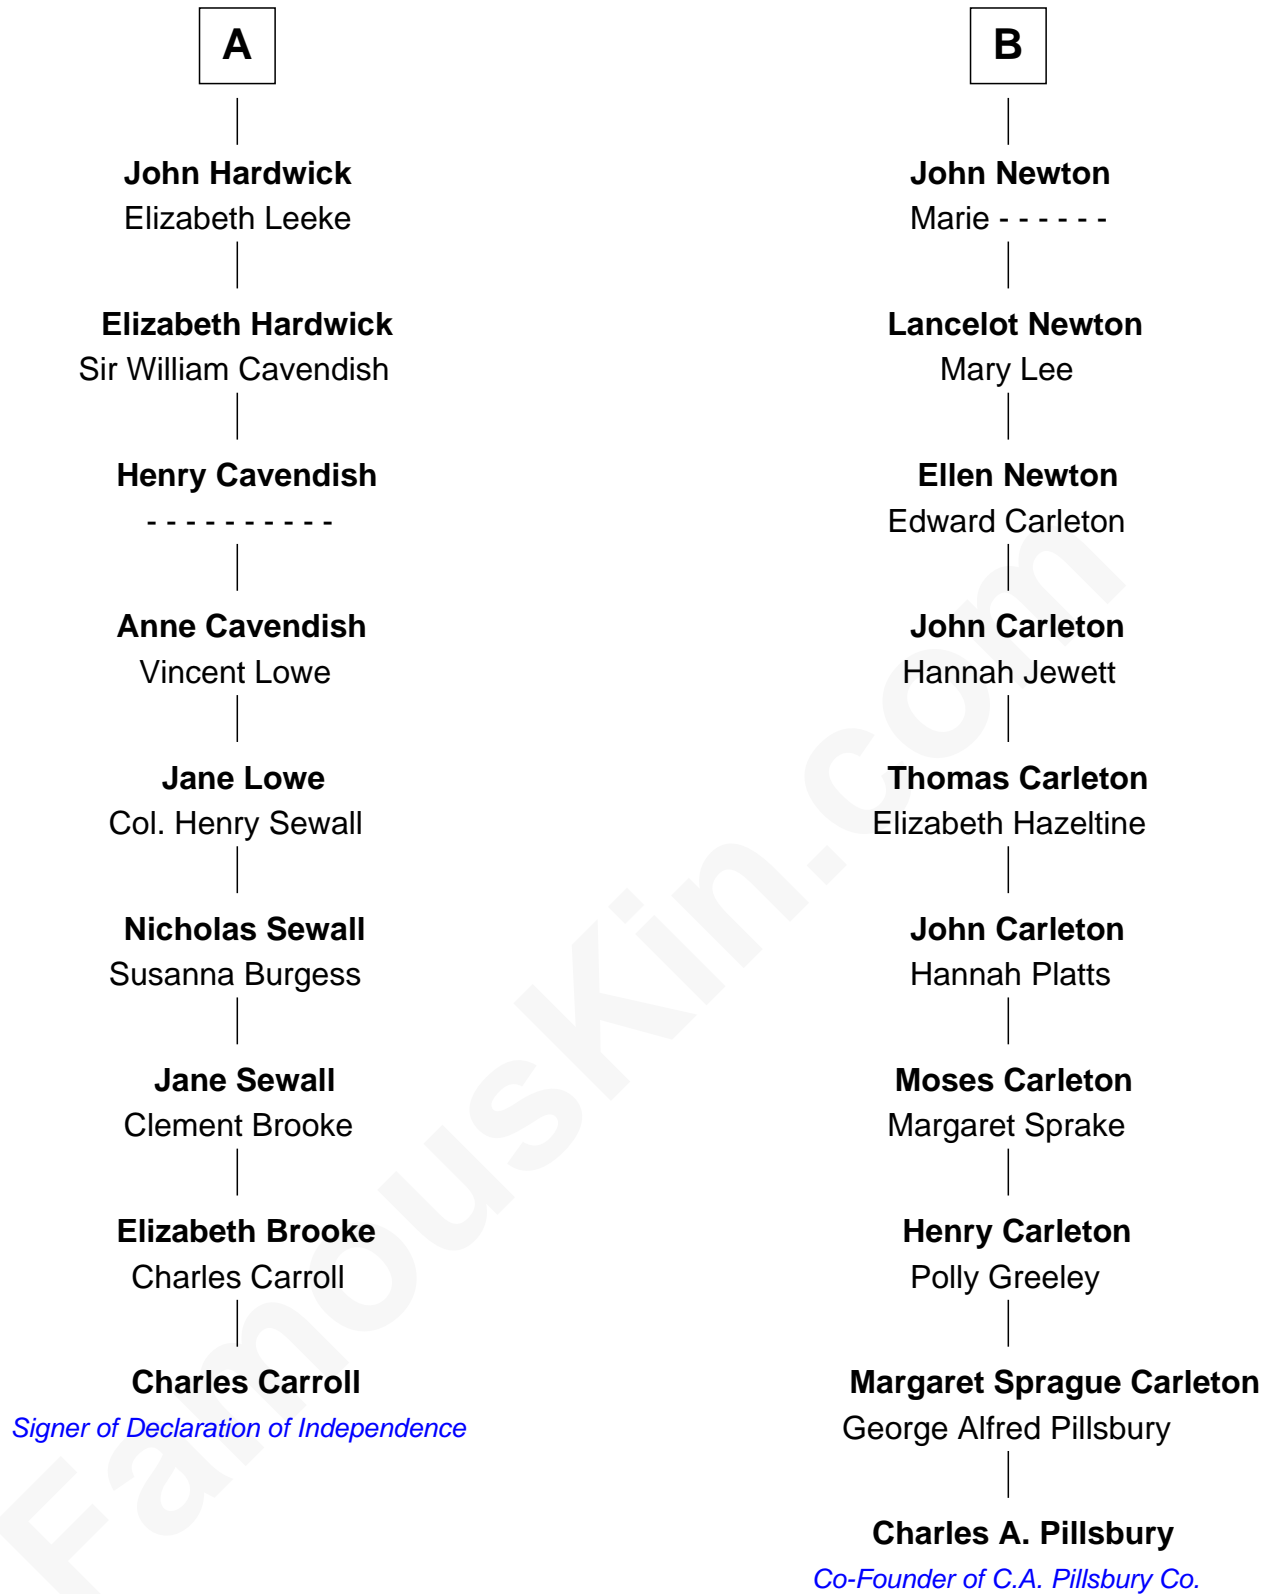 A
John Hardwick
Elizabeth Leeke
Elizabeth Hardwick
Sir William Cavendish
Henry Cavendish
- - - - - - - - - -
Anne Cavendish
Vincent Lowe
Jane Lowe
Col. Henry Sewall
Nicholas Sewall
Susanna Burgess
Jane Sewall
Clement Brooke
Elizabeth Brooke
Charles Carroll
Charles Carroll
Signer of Declaration of Independence
B
John Newton
Marie - - - - - -
Lancelot Newton
Mary Lee
Ellen Newton
Edward Carleton
John Carleton
Hannah Jewett
Thomas Carleton
Elizabeth Hazeltine
John Carleton
Hannah Platts
Moses Carleton
Margaret Sprake
Henry Carleton
Polly Greeley
Margaret Sprague Carleton
George Alfred Pillsbury
Charles A. Pillsbury
Co-Founder of C.A. Pillsbury Co.
FamousKin.com